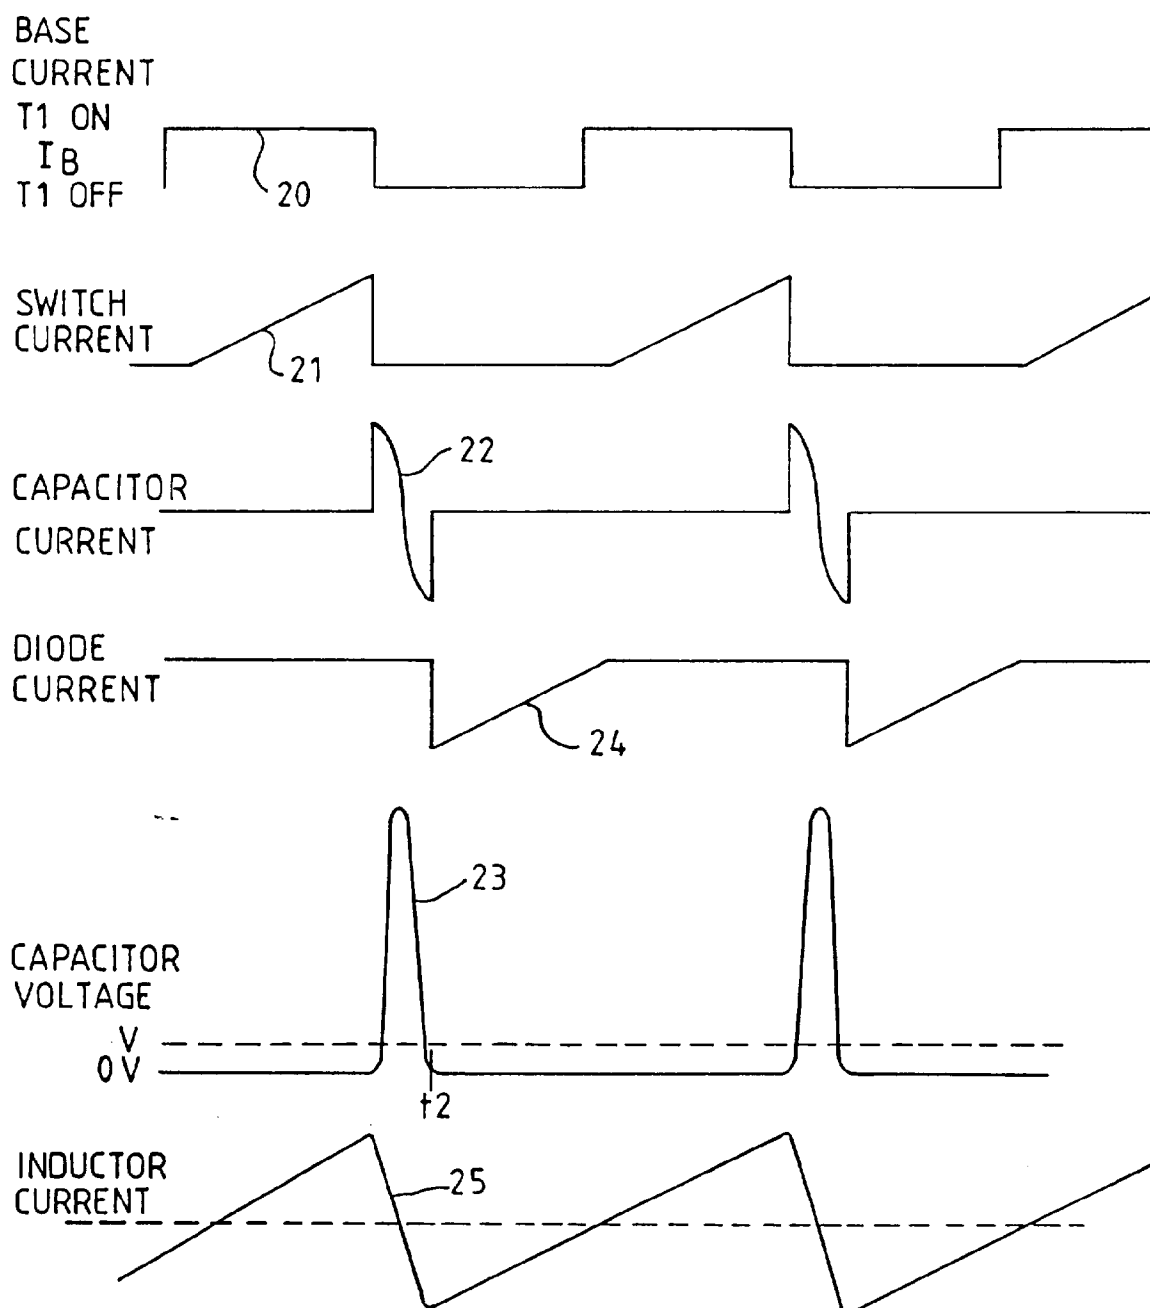 BASE
CURRENT
T1 ON
IB
T1 OFF
20
SWITCH
CURRENT
21
22
CAPACITOR
CURRENT
DIODE
CURRENT
24
23
CAPACITOR
VOLTAGE
V
0V
t2
INDUCTOR
CURRENT
25